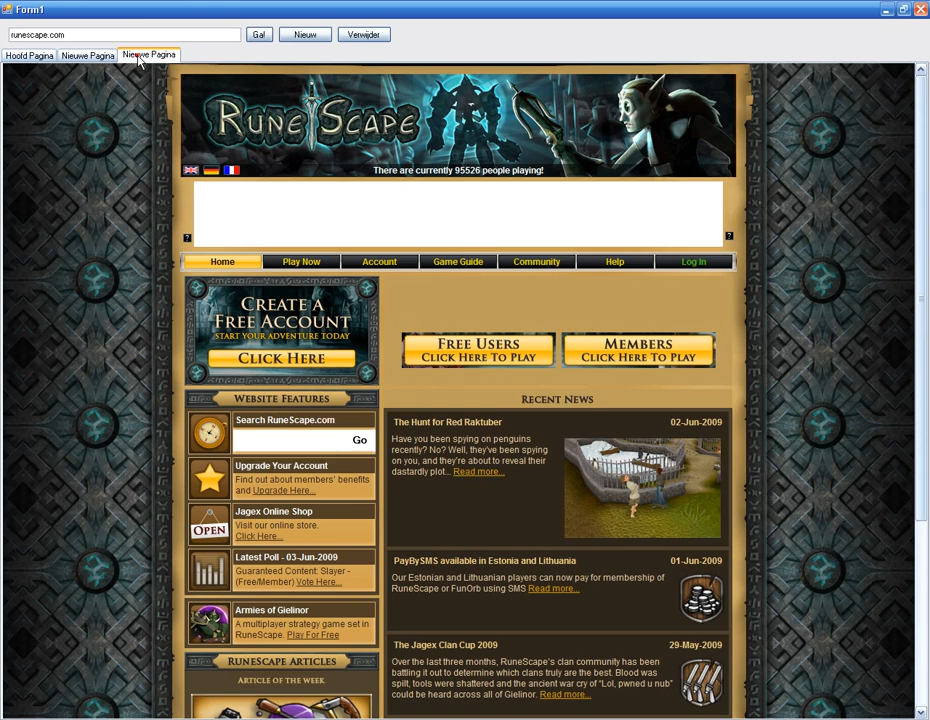 Form1
runescape.com
Ga!
Nieuw
Verwijder
Hoofd Pagina
Nieuwe Pagina
Nieuwe Pagina
RUNESCAPE
There are currently 95526 people playing!
?
?
Home
Play Now
Account
Game Guide
Community
Help
Log In
CREATE A
FREE ACCOUNT
START YOUR ADVENTURE TODAY
CLICK HERE
FREE USERS
CLICK HERE TO PLAY
MEMBERS
CLICK HERE TO PLAY
WEBSITE FEATURES
Search RuneScape.com
Go
Upgrade Your Account
Find out about members' benefits
and Upgrade Here...
OPEN
Jagex Online Shop
Visit our online store.
Click Here...
Latest Poll - 03-Jun-2009
Guaranteed Content: Slayer -
(Free/Member) Vote Here...
Armies of Gielinor
A multiplayer strategy game set in
RuneScape. Play For Free
RUNESCAPE ARTICLES
ARTICLE OF THE WEEK
RECENT NEWS
The Hunt for Red Raktuber
02-Jun-2009
Have you been spying on penguins
recently? No? Well, they've been spying
on you, and they're about to reveal their
dastardly plot... Read more...
PayBySMS available in Estonia and Lithuania
01-Jun-2009
Our Estonian and Lithuanian players can now pay for membership of
RuneScape or FunOrb using SMS Read more...
The Jagex Clan Cup 2009
29-May-2009
Over the last three months, RuneScape's clan community has been
battling it out to determine which clans truly are the best. Blood was
spilt, tools were shattered and the ancient war cry of "Lol, pwned u nub"
could be heard across all of Gielinor. Read more...